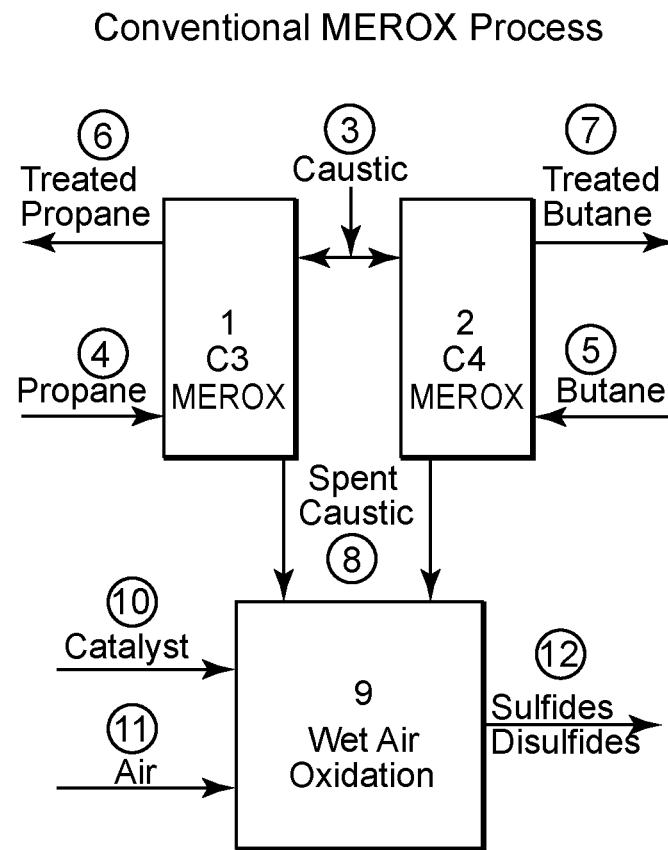 Conventional MEROX Process
6
3
7
Treated
Propane
Caustic
Treated
Butane
1
C3
MEROX
2
C4
MEROX
4
Propane
5
Butane
Spent
Caustic
8
10
Catalyst
11
Air
9
Wet Air
Oxidation
12
Sulfides
Disulfides